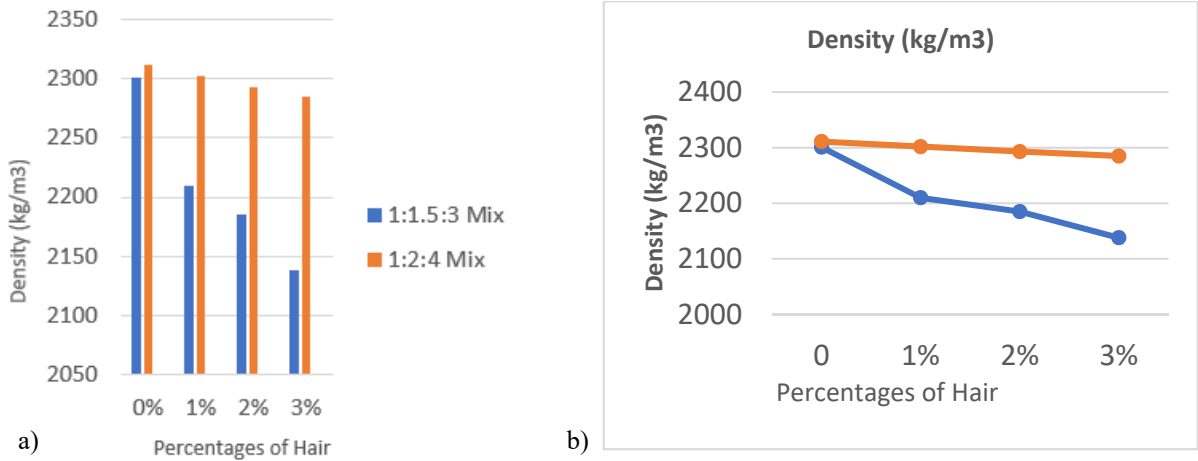 2350
2300
2250
2200
2150
2100
2050
Density (kg/m3)
0% 1% 2% 3%
Percentages of Hair
1:1.5:3 Mix
1:2:4 Mix
a)
Density (kg/m3)
2400
2300
2200
2100
2000
Density (kg/m3)
0 1% 2% 3%
Percentages of Hair
b)